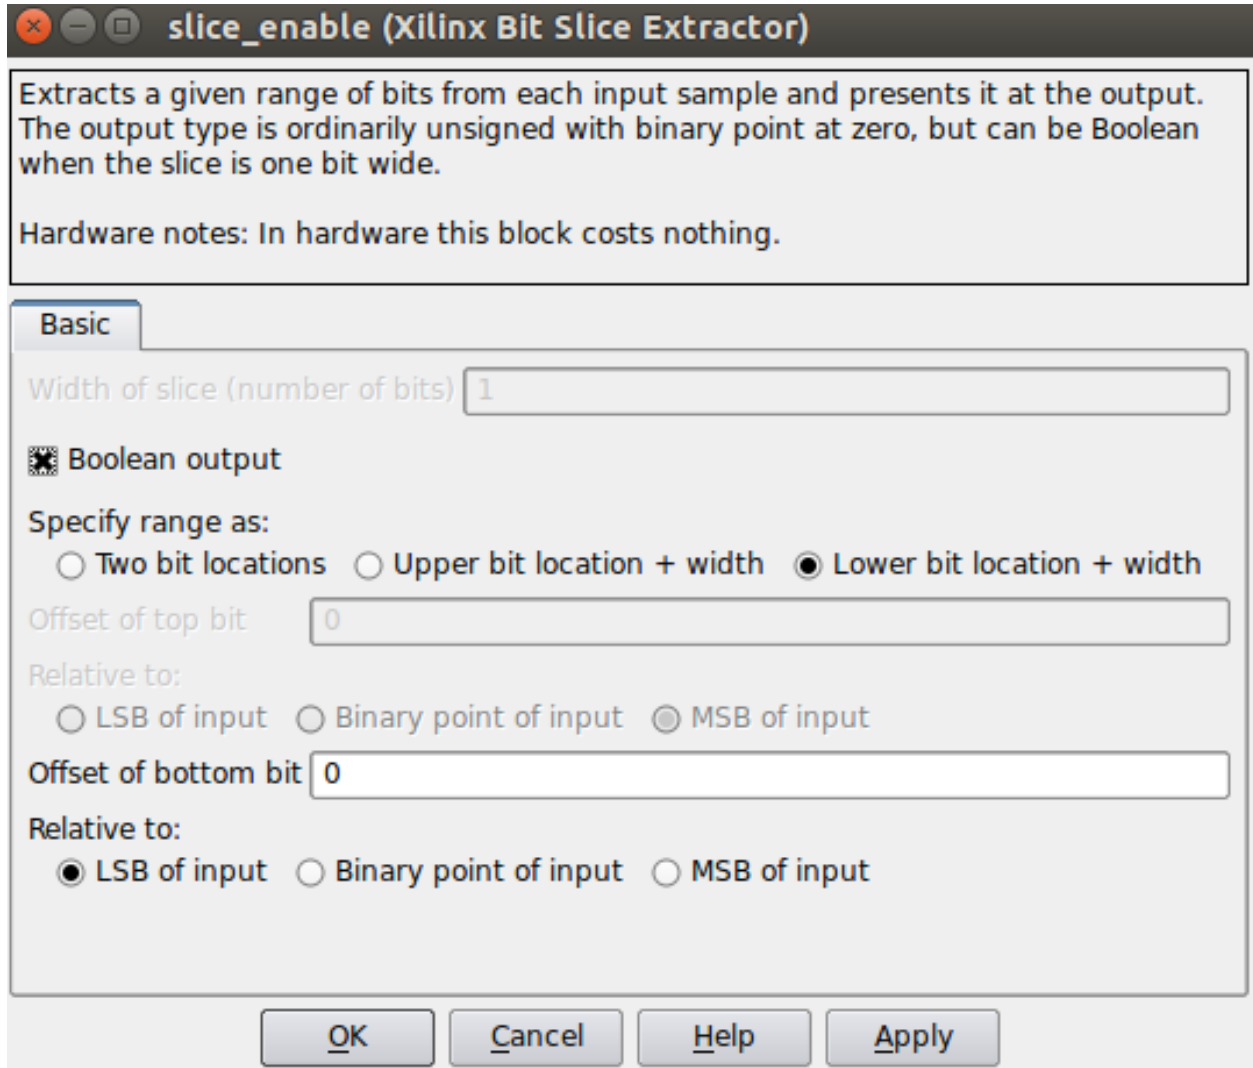 slice_enable (Xilinx Bit Slice Extractor)
Extracts a given range of bits from each input sample and presents it at the output.
The output type is ordinarily unsigned with binary point at zero, but can be Boolean
when the slice is one bit wide.
Hardware notes: In hardware this block costs nothing.
Basic
Width of slice (number of bits) 1
Boolean output
Specify range as:
Two bit locations Upper bit location + width Lower bit location + width
Offset of top bit 0
Relative to:
LSB of input Binary point of input MSB of input
Offset of bottom bit 0
Relative to:
LSB of input Binary point of input MSB of input
OK Cancel Help Apply